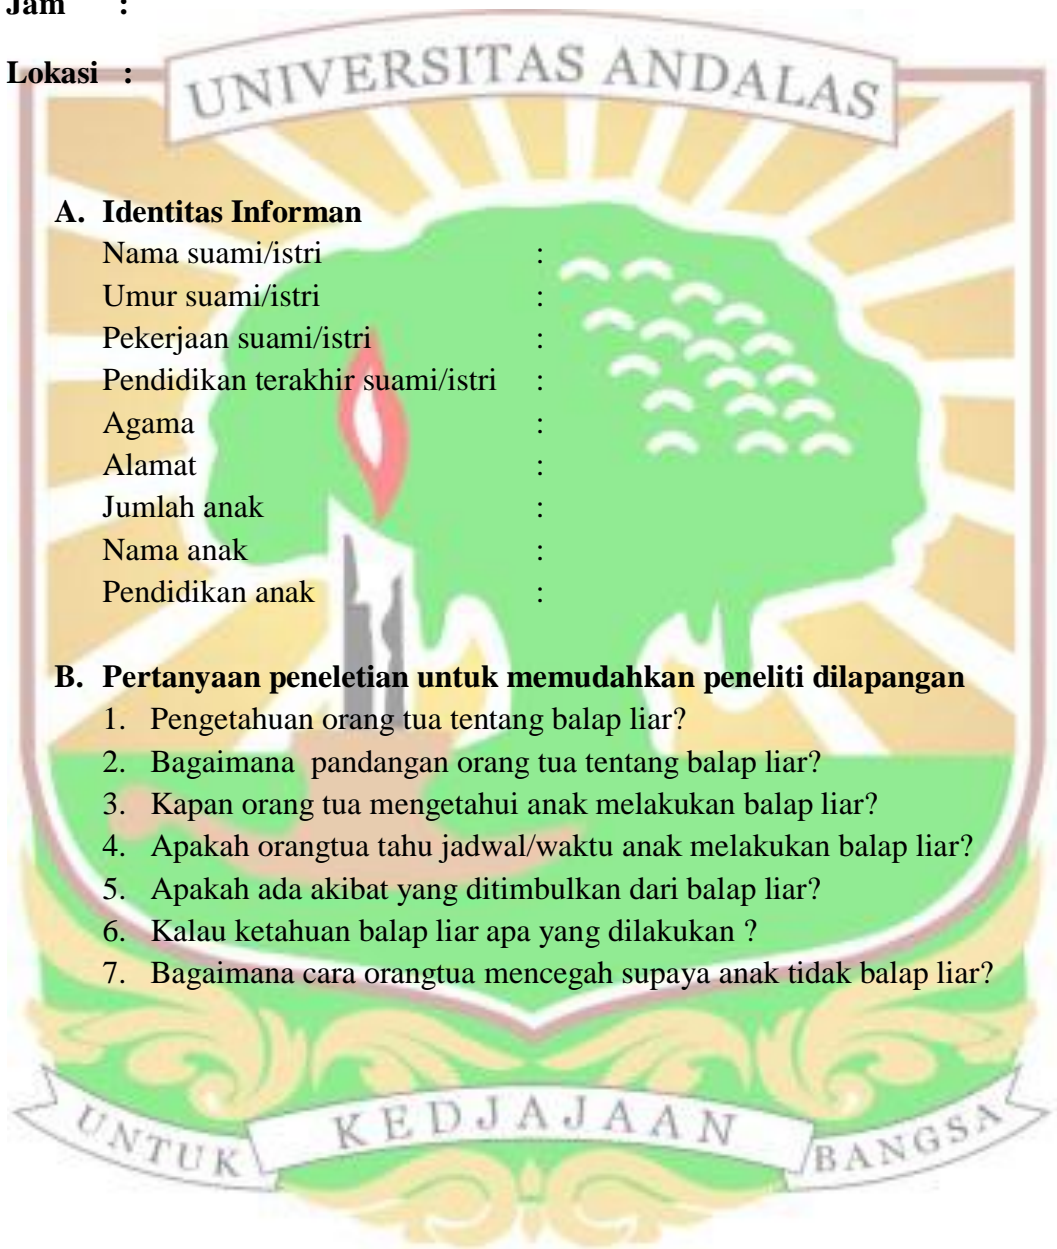 Jam :
Lokasi :
UNIVERSITAS ANDALAS
A. Identitas Informan
Nama suami/istri :
Umur suami/istri :
Pekerjaan suami/istri :
Pendidikan terakhir suami/istri :
Agama :
Alamat :
Jumlah anak :
Nama anak :
Pendidikan anak :
B. Pertanyaan peneletian untuk memudahkan peneliti dilapangan
1. Pengetahuan orang tua tentang balap liar?
2. Bagaimana pandangan orang tua tentang balap liar?
3. Kapan orang tua mengetahui anak melakukan balap liar?
4. Apakah orangtua tahu jadwal/waktu anak melakukan balap liar?
5. Apakah ada akibat yang ditimbulkan dari balap liar?
6. Kalau ketahuan balap liar apa yang dilakukan ?
7. Bagaimana cara orangtua mencegah supaya anak tidak balap liar?
UNTUK KEDJAJAAN BANGSA